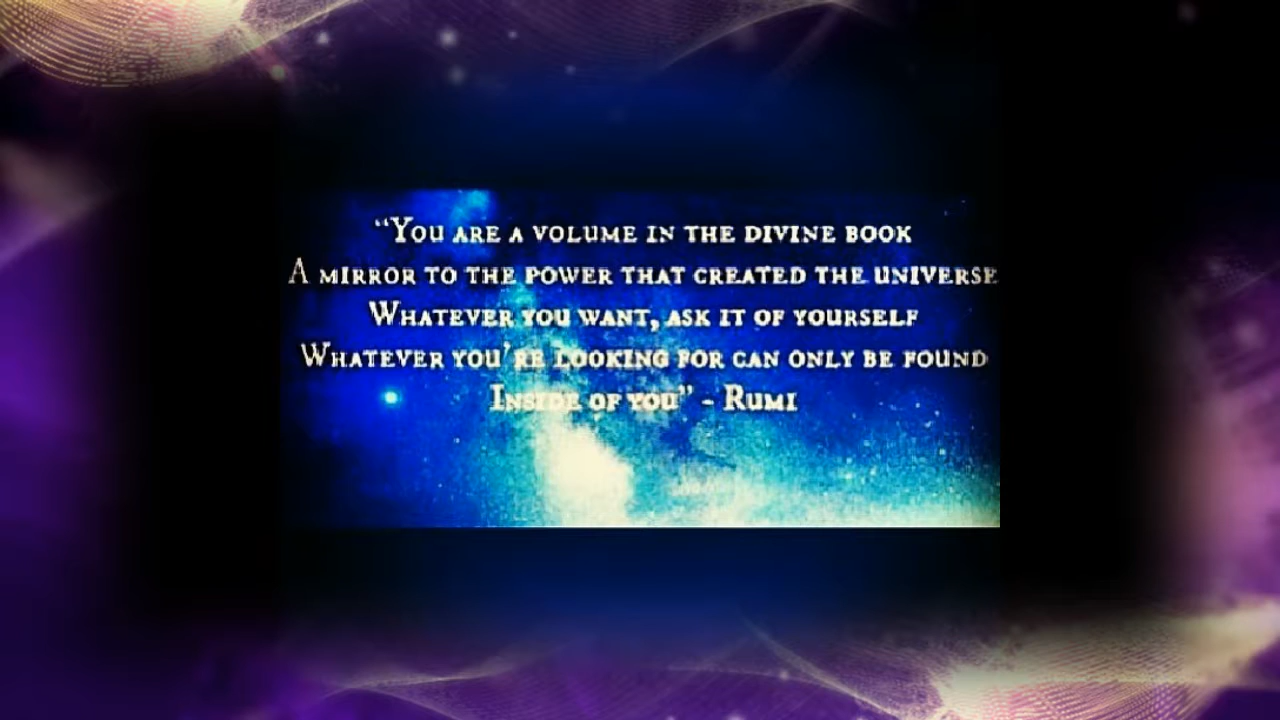 “You are a volume in the divine book
A mirror to the power that created the universe
Whatever you want, ask it of yourself
Whatever you’re looking for can only be found
Inside of you” - Rumi